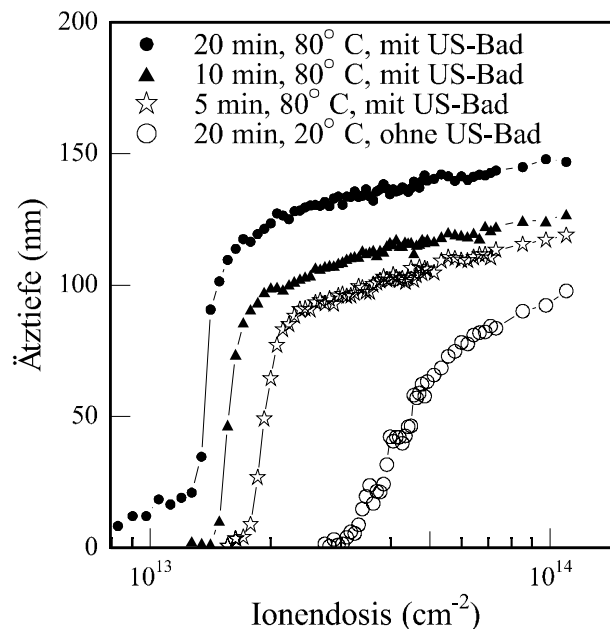 200
20 min, 80° C, mit US-Bad
10 min, 80° C, mit US-Bad
5 min, 80° C, mit US-Bad
20 min, 20° C, ohne US-Bad
150
100
50
0
Ätztiefe (nm)
10¹³
10¹⁴
Ionendosis (cm⁻²)